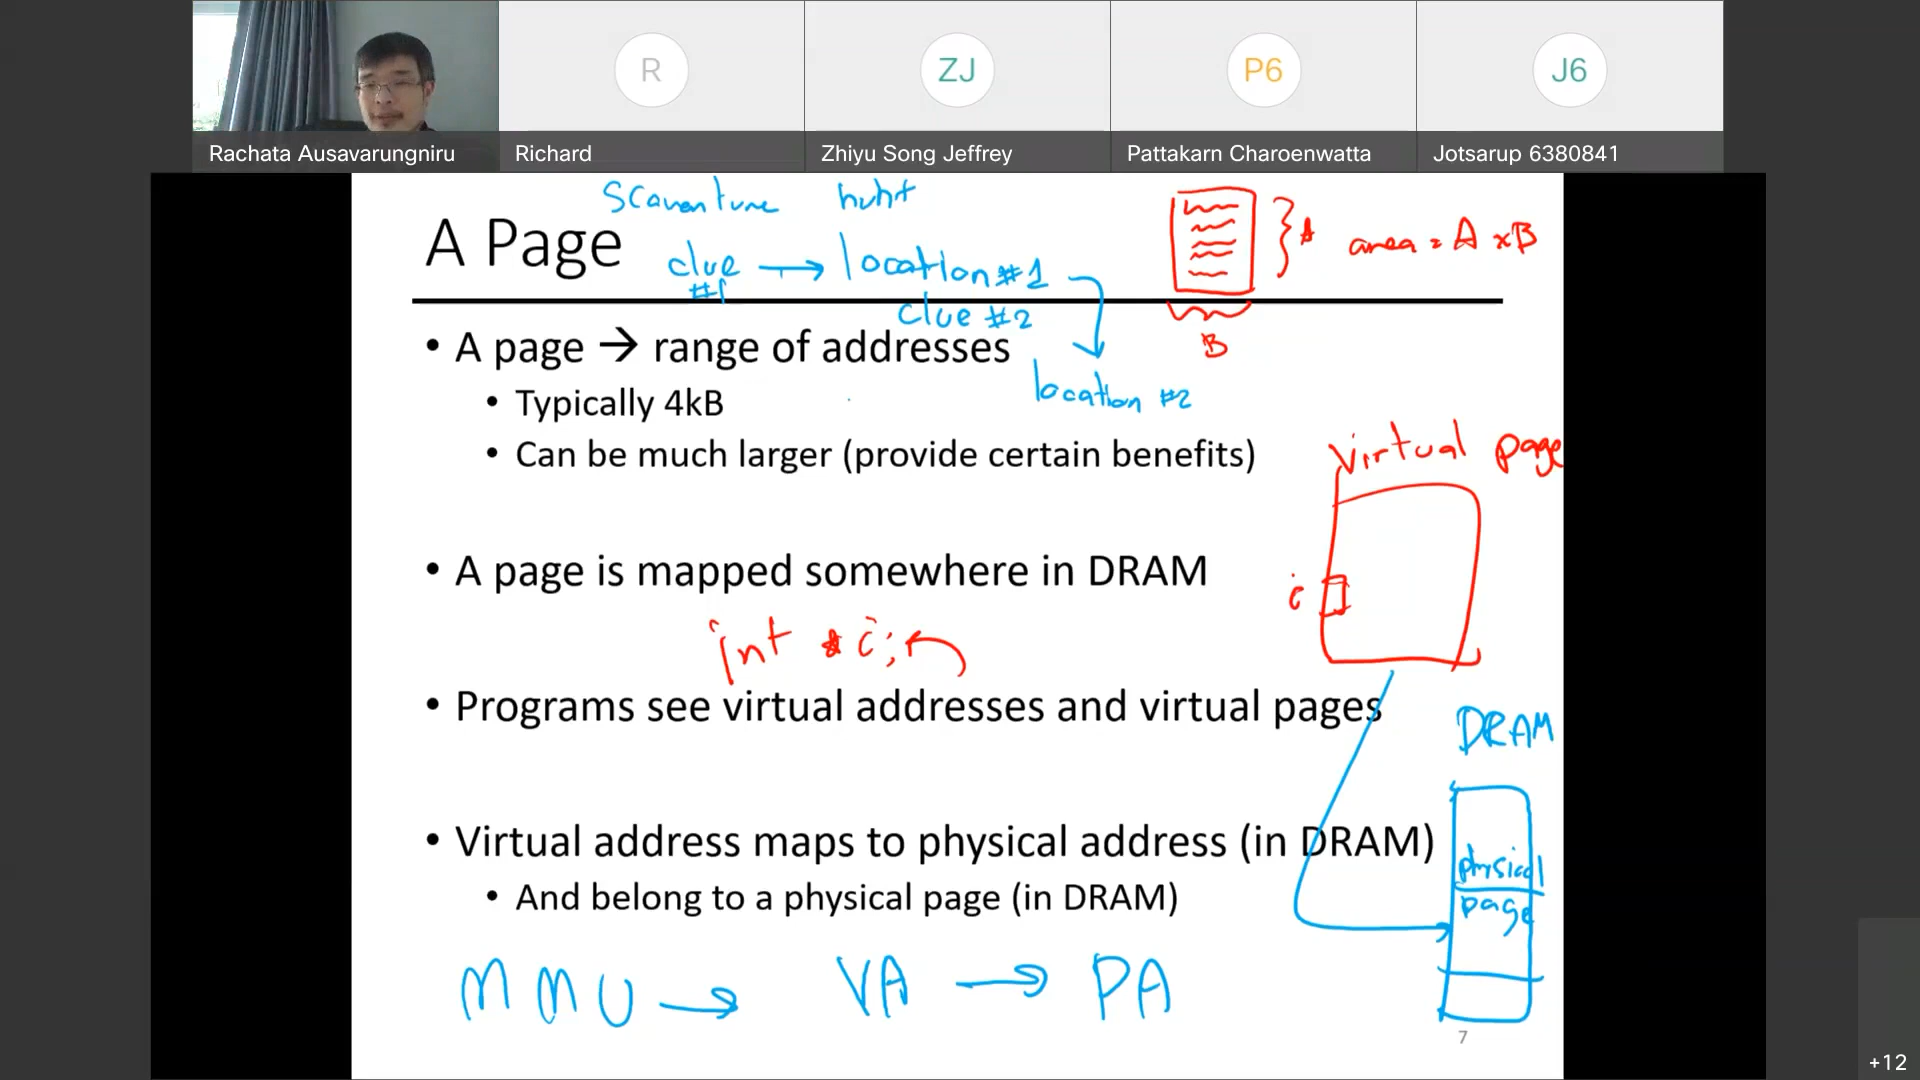 R
ZJ
P6
J6
Rachata Ausavarungniru
Richard
Zhiyu Song Jeffrey
Pattakarn Charoenwatta
Jotsarup 6380841
hunt
A Page
clue #1 → location #1
clue #2
location #2
A
area = A x B
B
• A page → range of addresses
• Typically 4kB
• Can be much larger (provide certain benefits)
virtual page
i
• A page is mapped somewhere in DRAM
int *i;
• Programs see virtual addresses and virtual pages
DRAM
• Virtual address maps to physical address (in DRAM)
• And belong to a physical page (in DRAM)
physical
page
MMU → VA → PA
7
+12